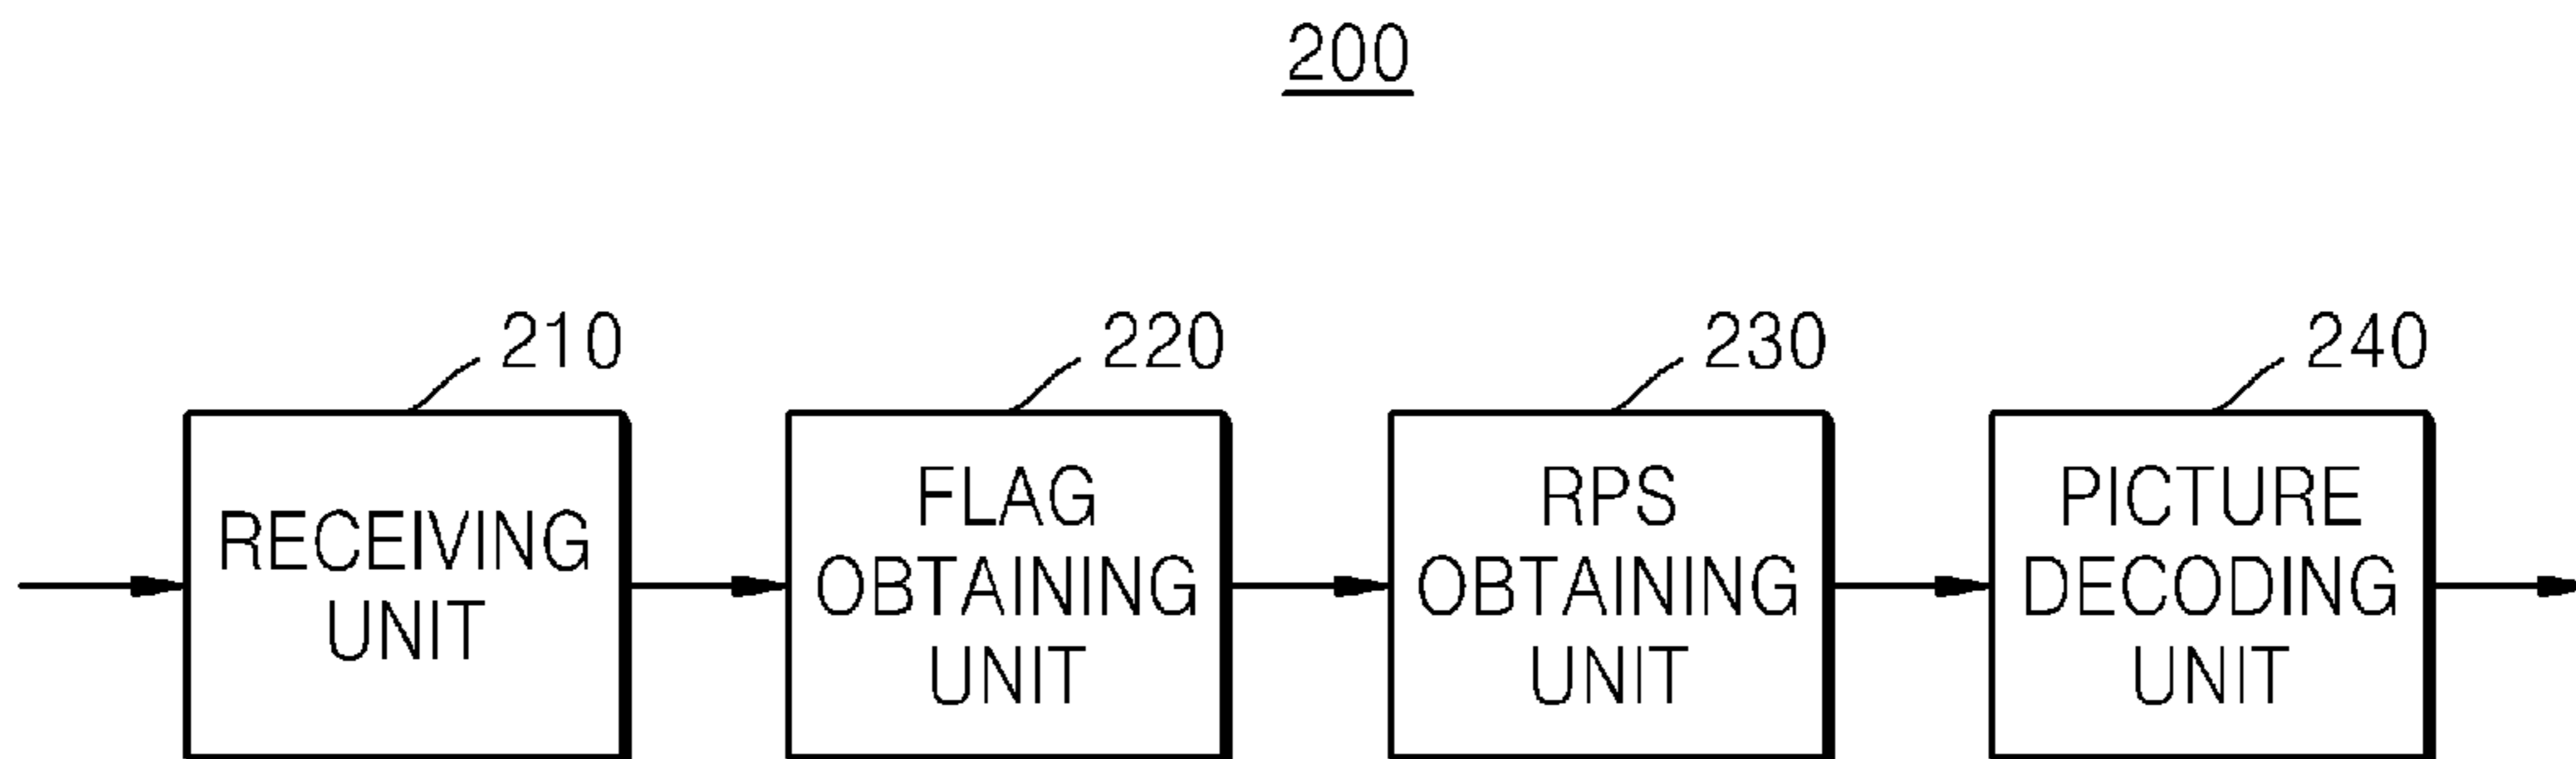 200
210
220
230
240
RECEIVING
UNIT
FLAG
OBTAINING
UNIT
RPS
OBTAINING
UNIT
PICTURE
DECODING
UNIT